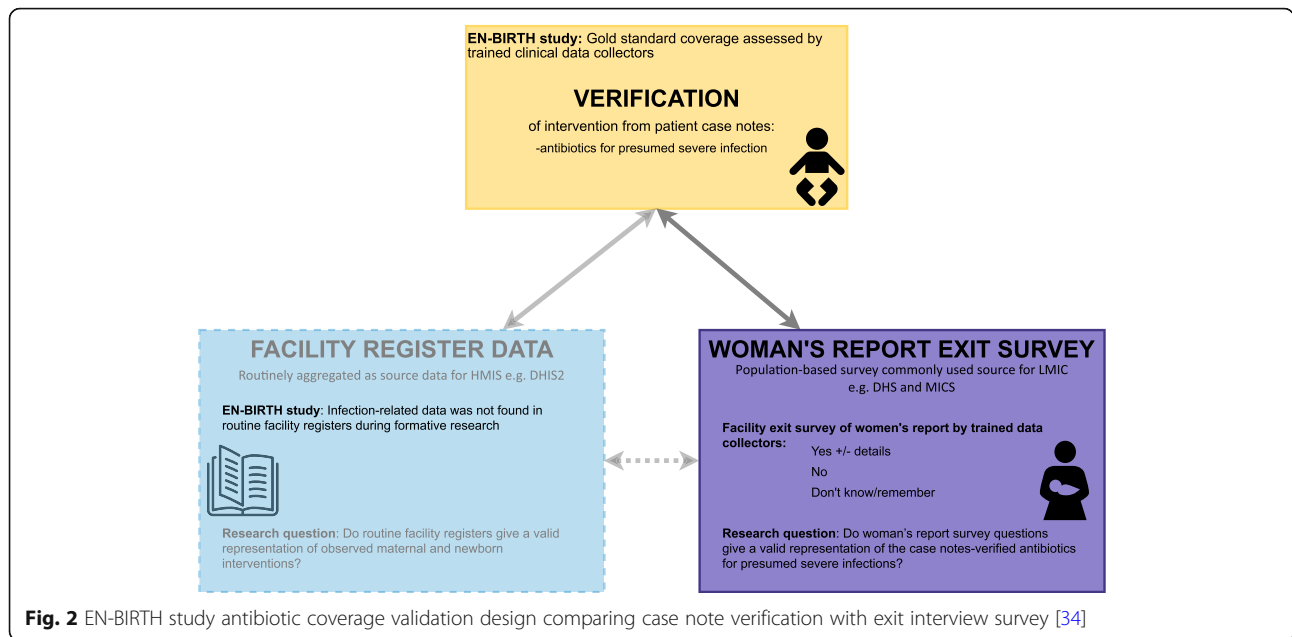 EN-BIRTH study: Gold standard coverage assessed by
trained clinical data collectors
VERIFICATION
of intervention from patient case notes:
-antibiotics for presumed severe infection
FACILITY REGISTER DATA
Routinely aggregated as source data for HMIS e.g. DHIS2
EN-BIRTH study: Infection-related data was not found in
routine facility registers during formative research
Research question: Do routine facility registers give a valid
representation of observed maternal and newborn
interventions?
WOMAN'S REPORT EXIT SURVEY
Population-based survey commonly used source for LMIC
e.g. DHS and MICS
Facility exit survey of women's report by trained data
collectors:
Yes +/- details
No
Don't know/remember
Research question: Do woman's report survey questions
give a valid representation of the case notes-verified antibiotics
for presumed severe infections?
Fig. 2 EN-BIRTH study antibiotic coverage validation design comparing case note verification with exit interview survey [34]